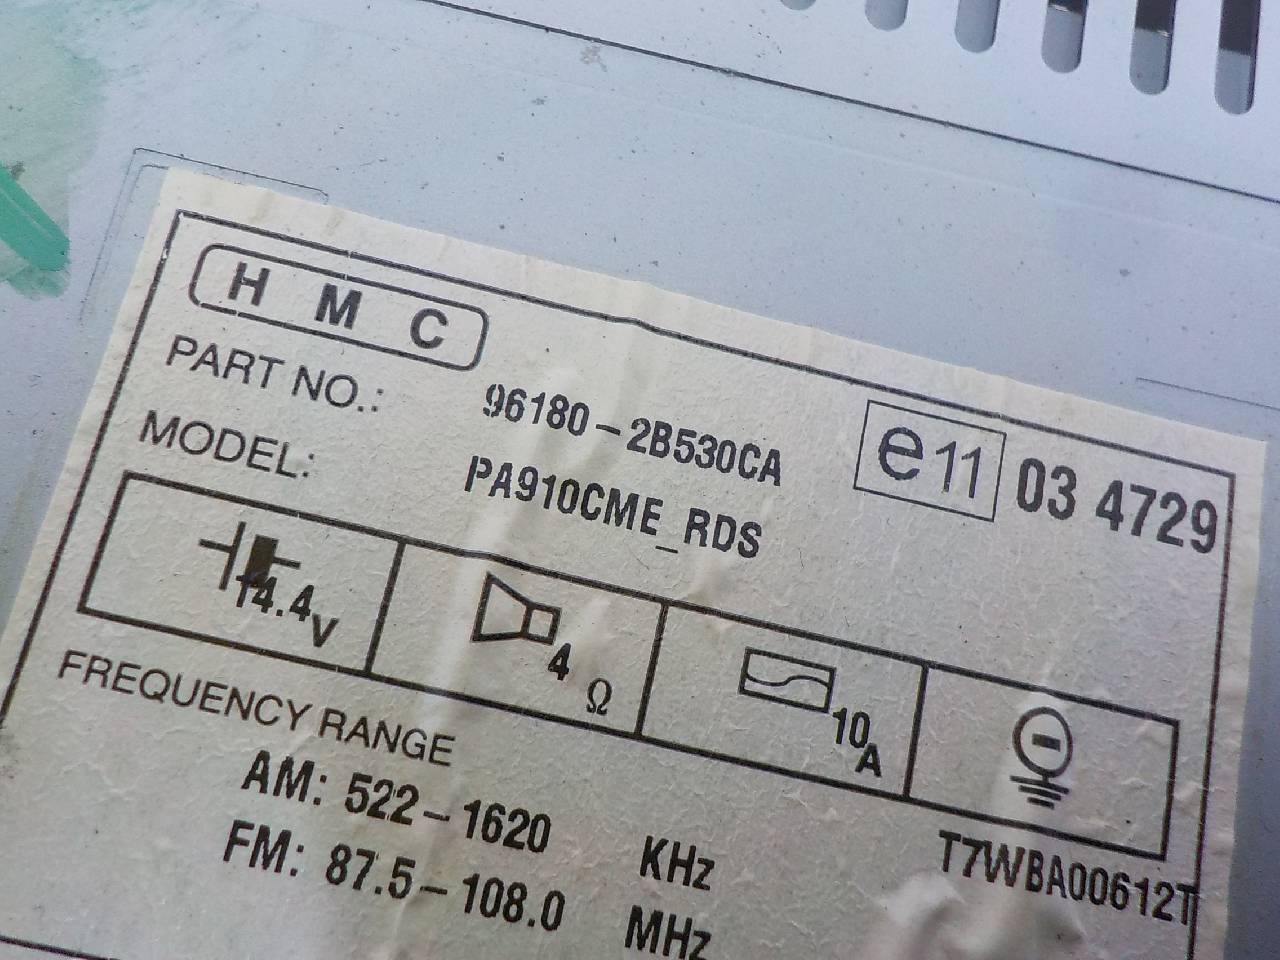 H M C
PART NO.: 96180-2B530CA
e11 03 4729
MODEL: PA910CME_RDS
14.4V
4 Ω
10A
FREQUENCY RANGE
AM: 522-1620 KHz
FM: 87.5-108.0 MHz
T7WBA00612T